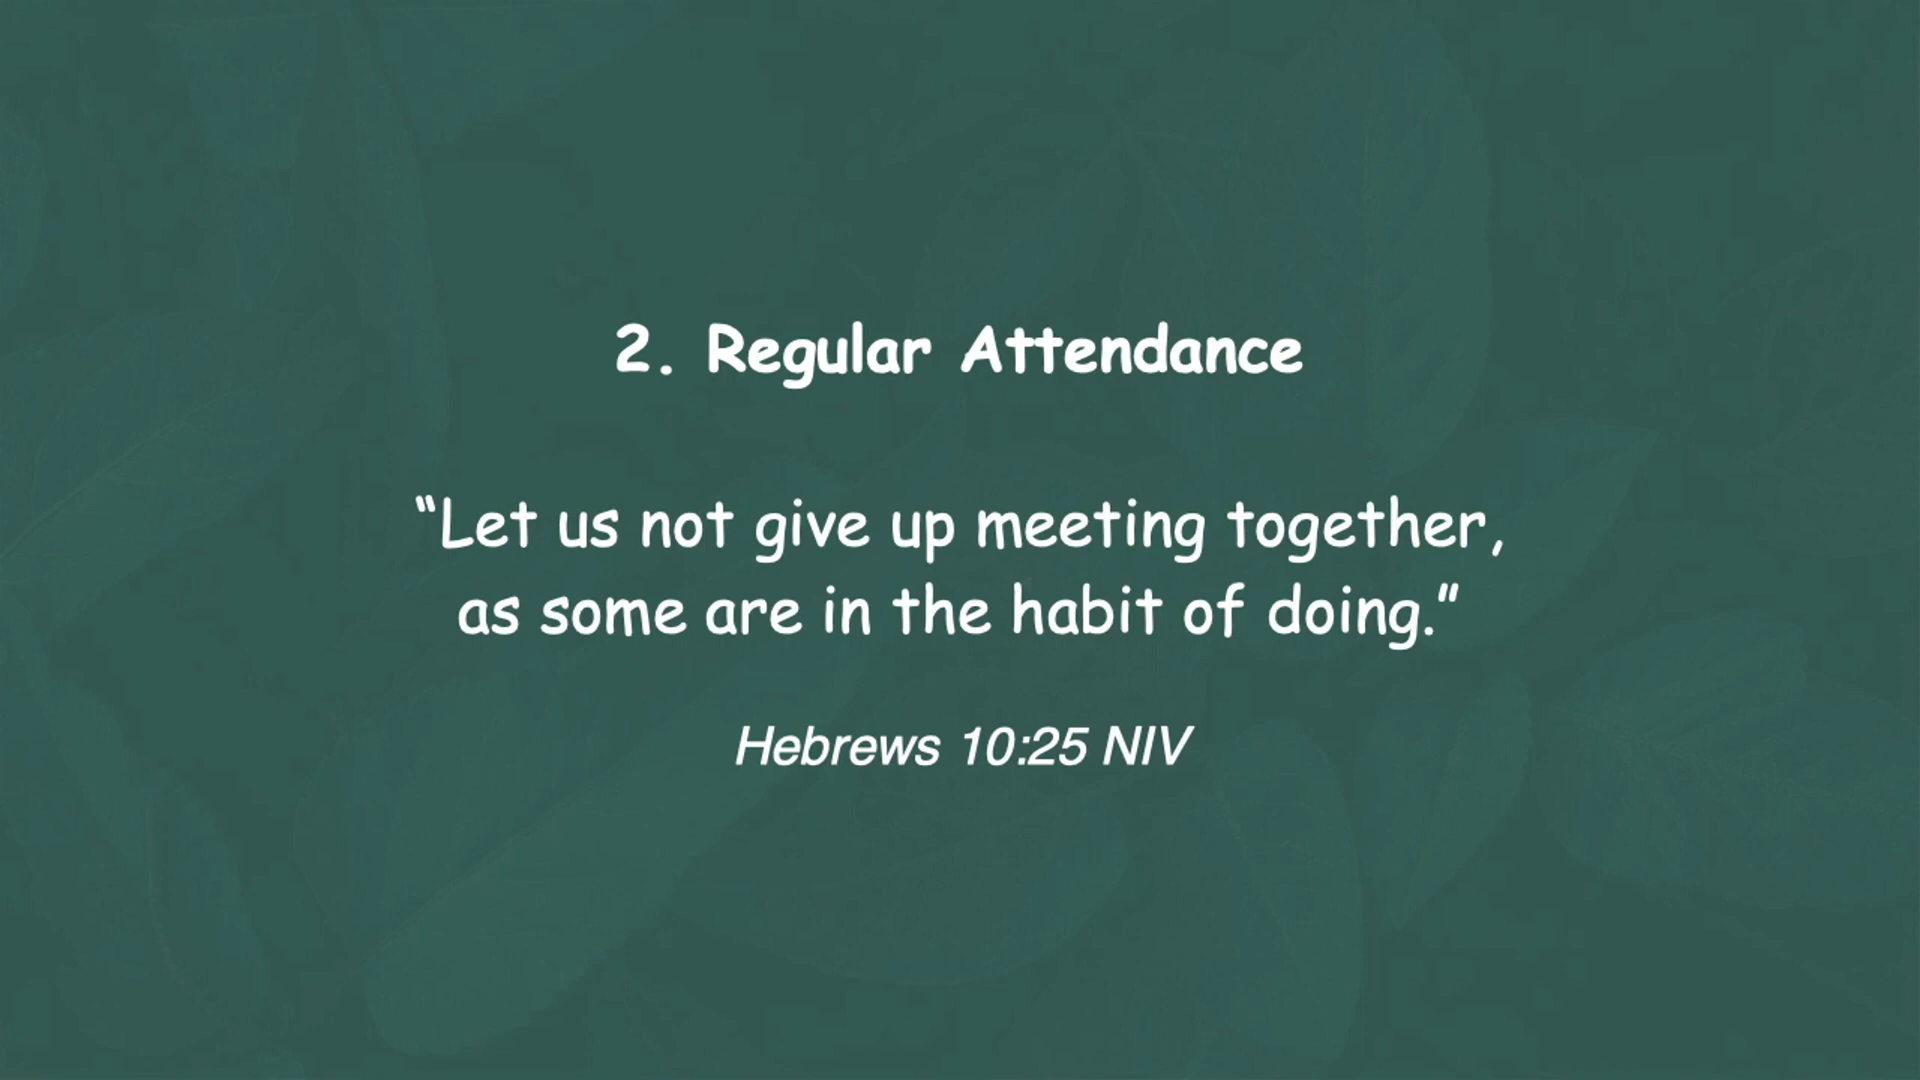 2. Regular Attendance
“Let us not give up meeting together,
as some are in the habit of doing.”
Hebrews 10:25 NIV